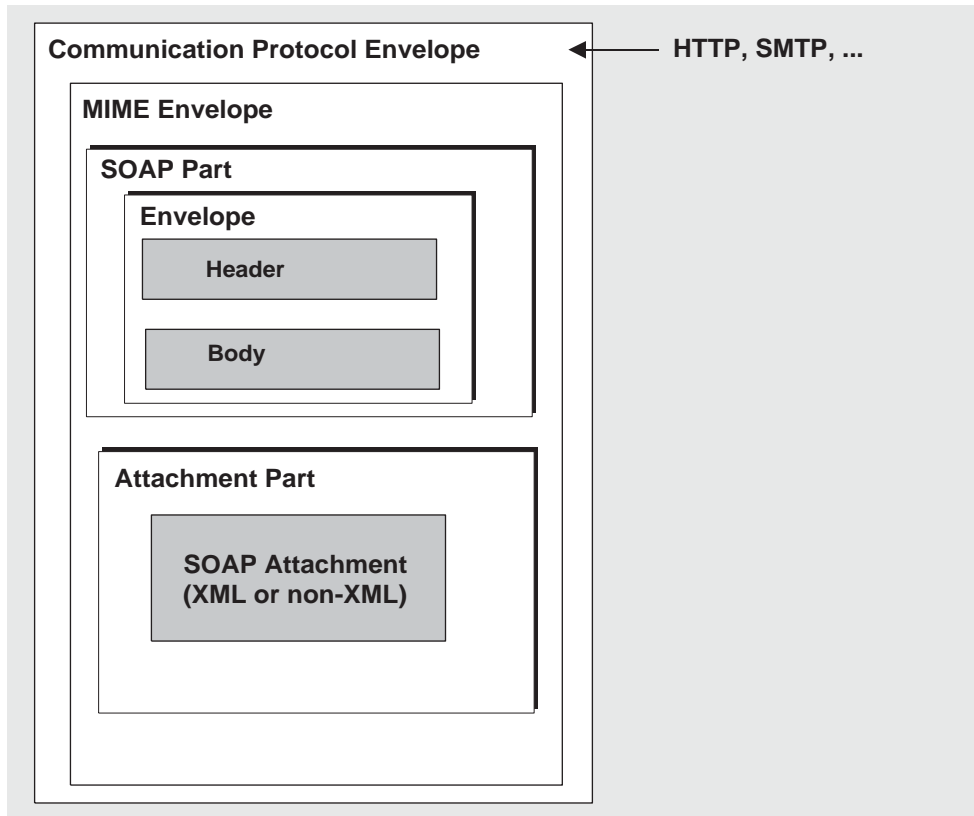 Communication Protocol Envelope
HTTP, SMTP, ...
MIME Envelope
SOAP Part
Envelope
Header
Body
Attachment Part
SOAP Attachment
(XML or non-XML)